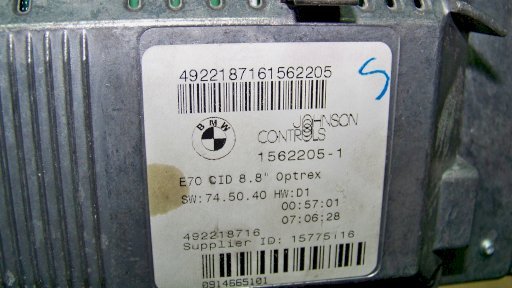 4922187161562205
BMW
JOHNSON
CONTROLS
1562205-1
E70 CID 8.8" Optrex
SW:74.50.40 HW:D1
00:57:01
07:06:28
492218716
Supplier ID: 15775116
0914665101
S